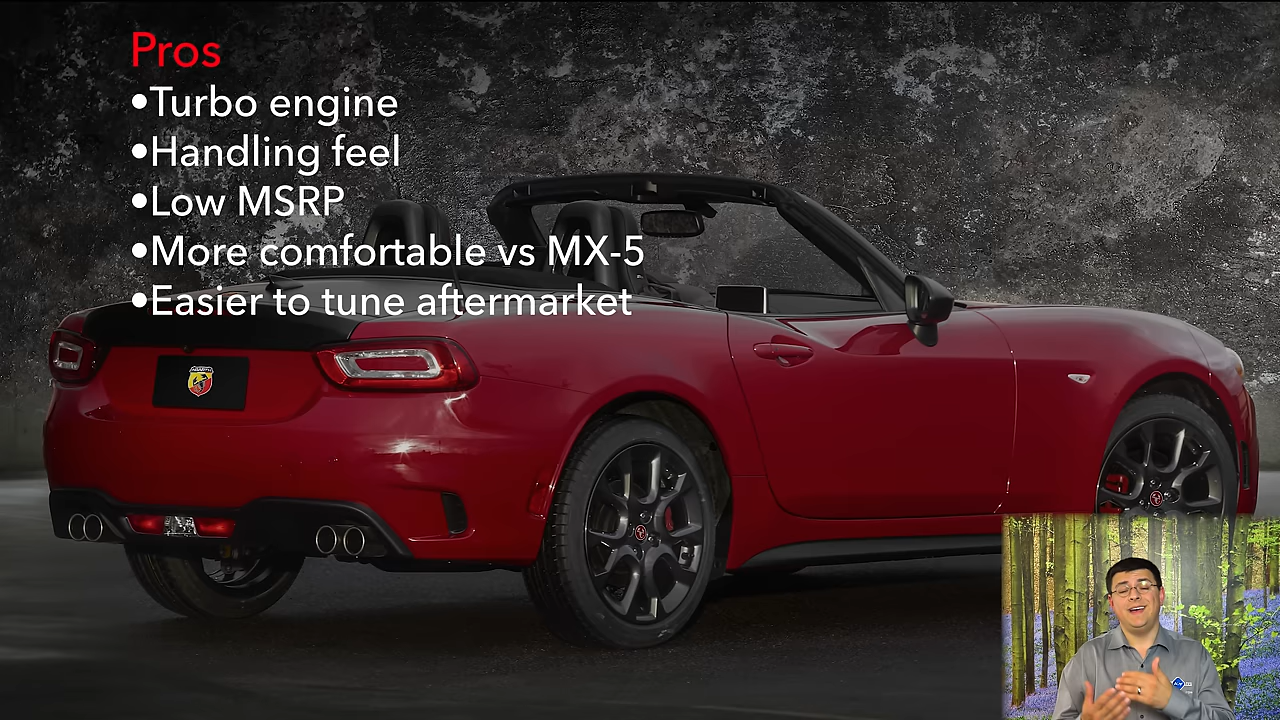 Pros
•Turbo engine
•Handling feel
•Low MSRP
•More comfortable vs MX-5
•Easier to tune aftermarket